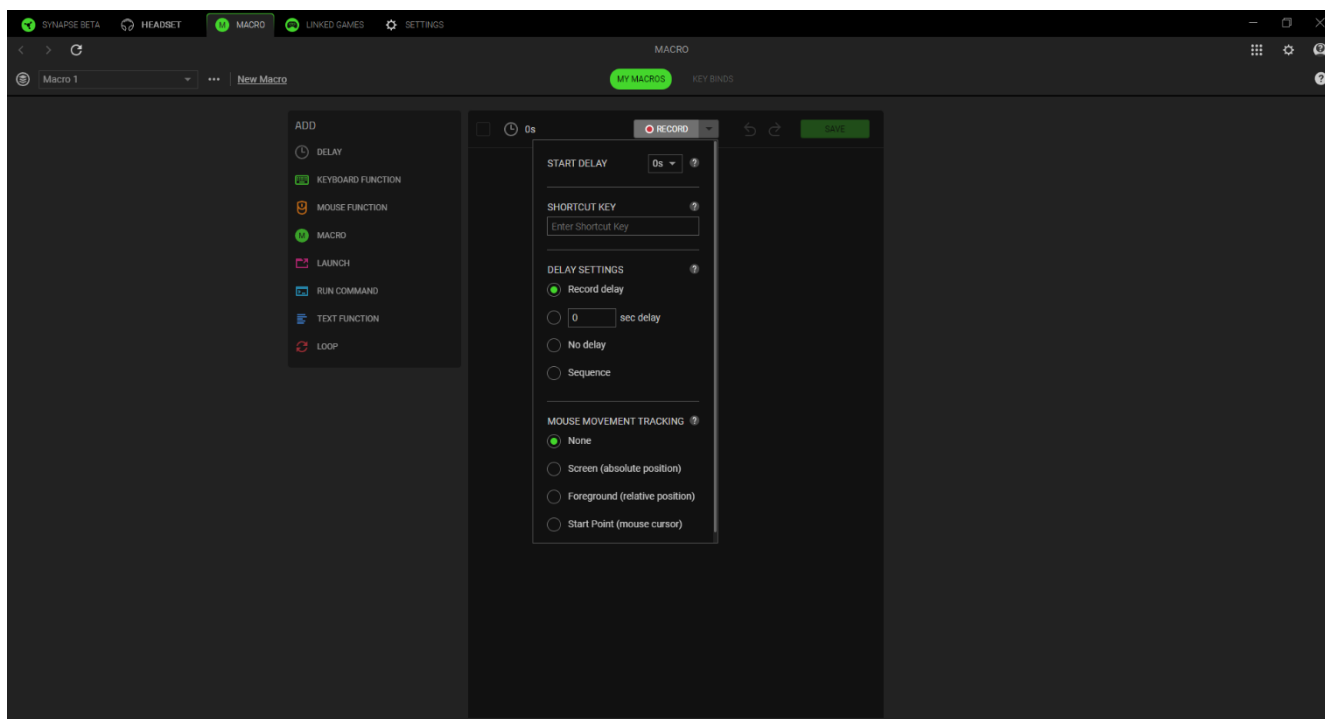 SYNAPSE BETA HEADSET MACRO LINKED GAMES SETTINGS
MACRO
Macro 1 New Macro MY MACROS KEY BINDS
ADD
DELAY
KEYBOARD FUNCTION
MOUSE FUNCTION
MACRO
LAUNCH
RUN COMMAND
TEXT FUNCTION
LOOP
0s RECORD SAVE
START DELAY 0s
SHORTCUT KEY
Enter Shortcut Key
DELAY SETTINGS
Record delay
0 sec delay
No delay
Sequence
MOUSE MOVEMENT TRACKING
None
Screen (absolute position)
Foreground (relative position)
Start Point (mouse cursor)